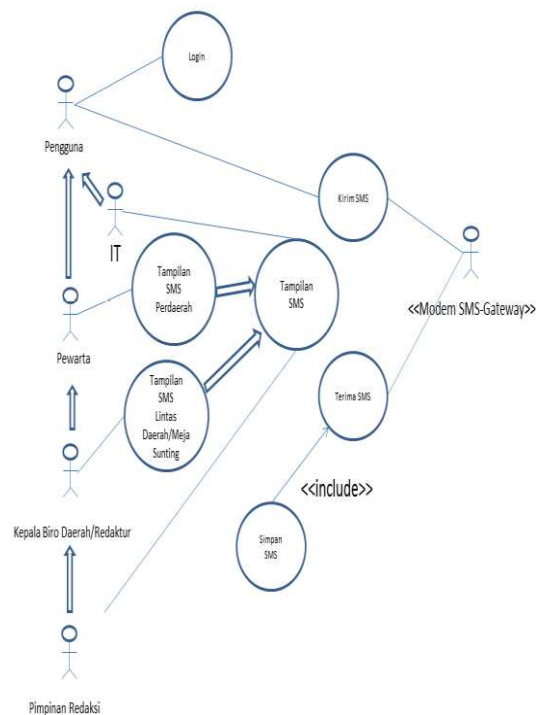 Login
Pengguna
Kirim SMS
IT
Tampilan
SMS
Perdaerah
Tampilan
SMS
<<Modem SMS-Gateway>>
Pewarta
Tampilan
SMS
Lintas
Daerah/Meja
Sunting
Terima SMS
<<include>>
Kepala Biro Daerah/Redaktur
Simpan
SMS
Pimpinan Redaksi